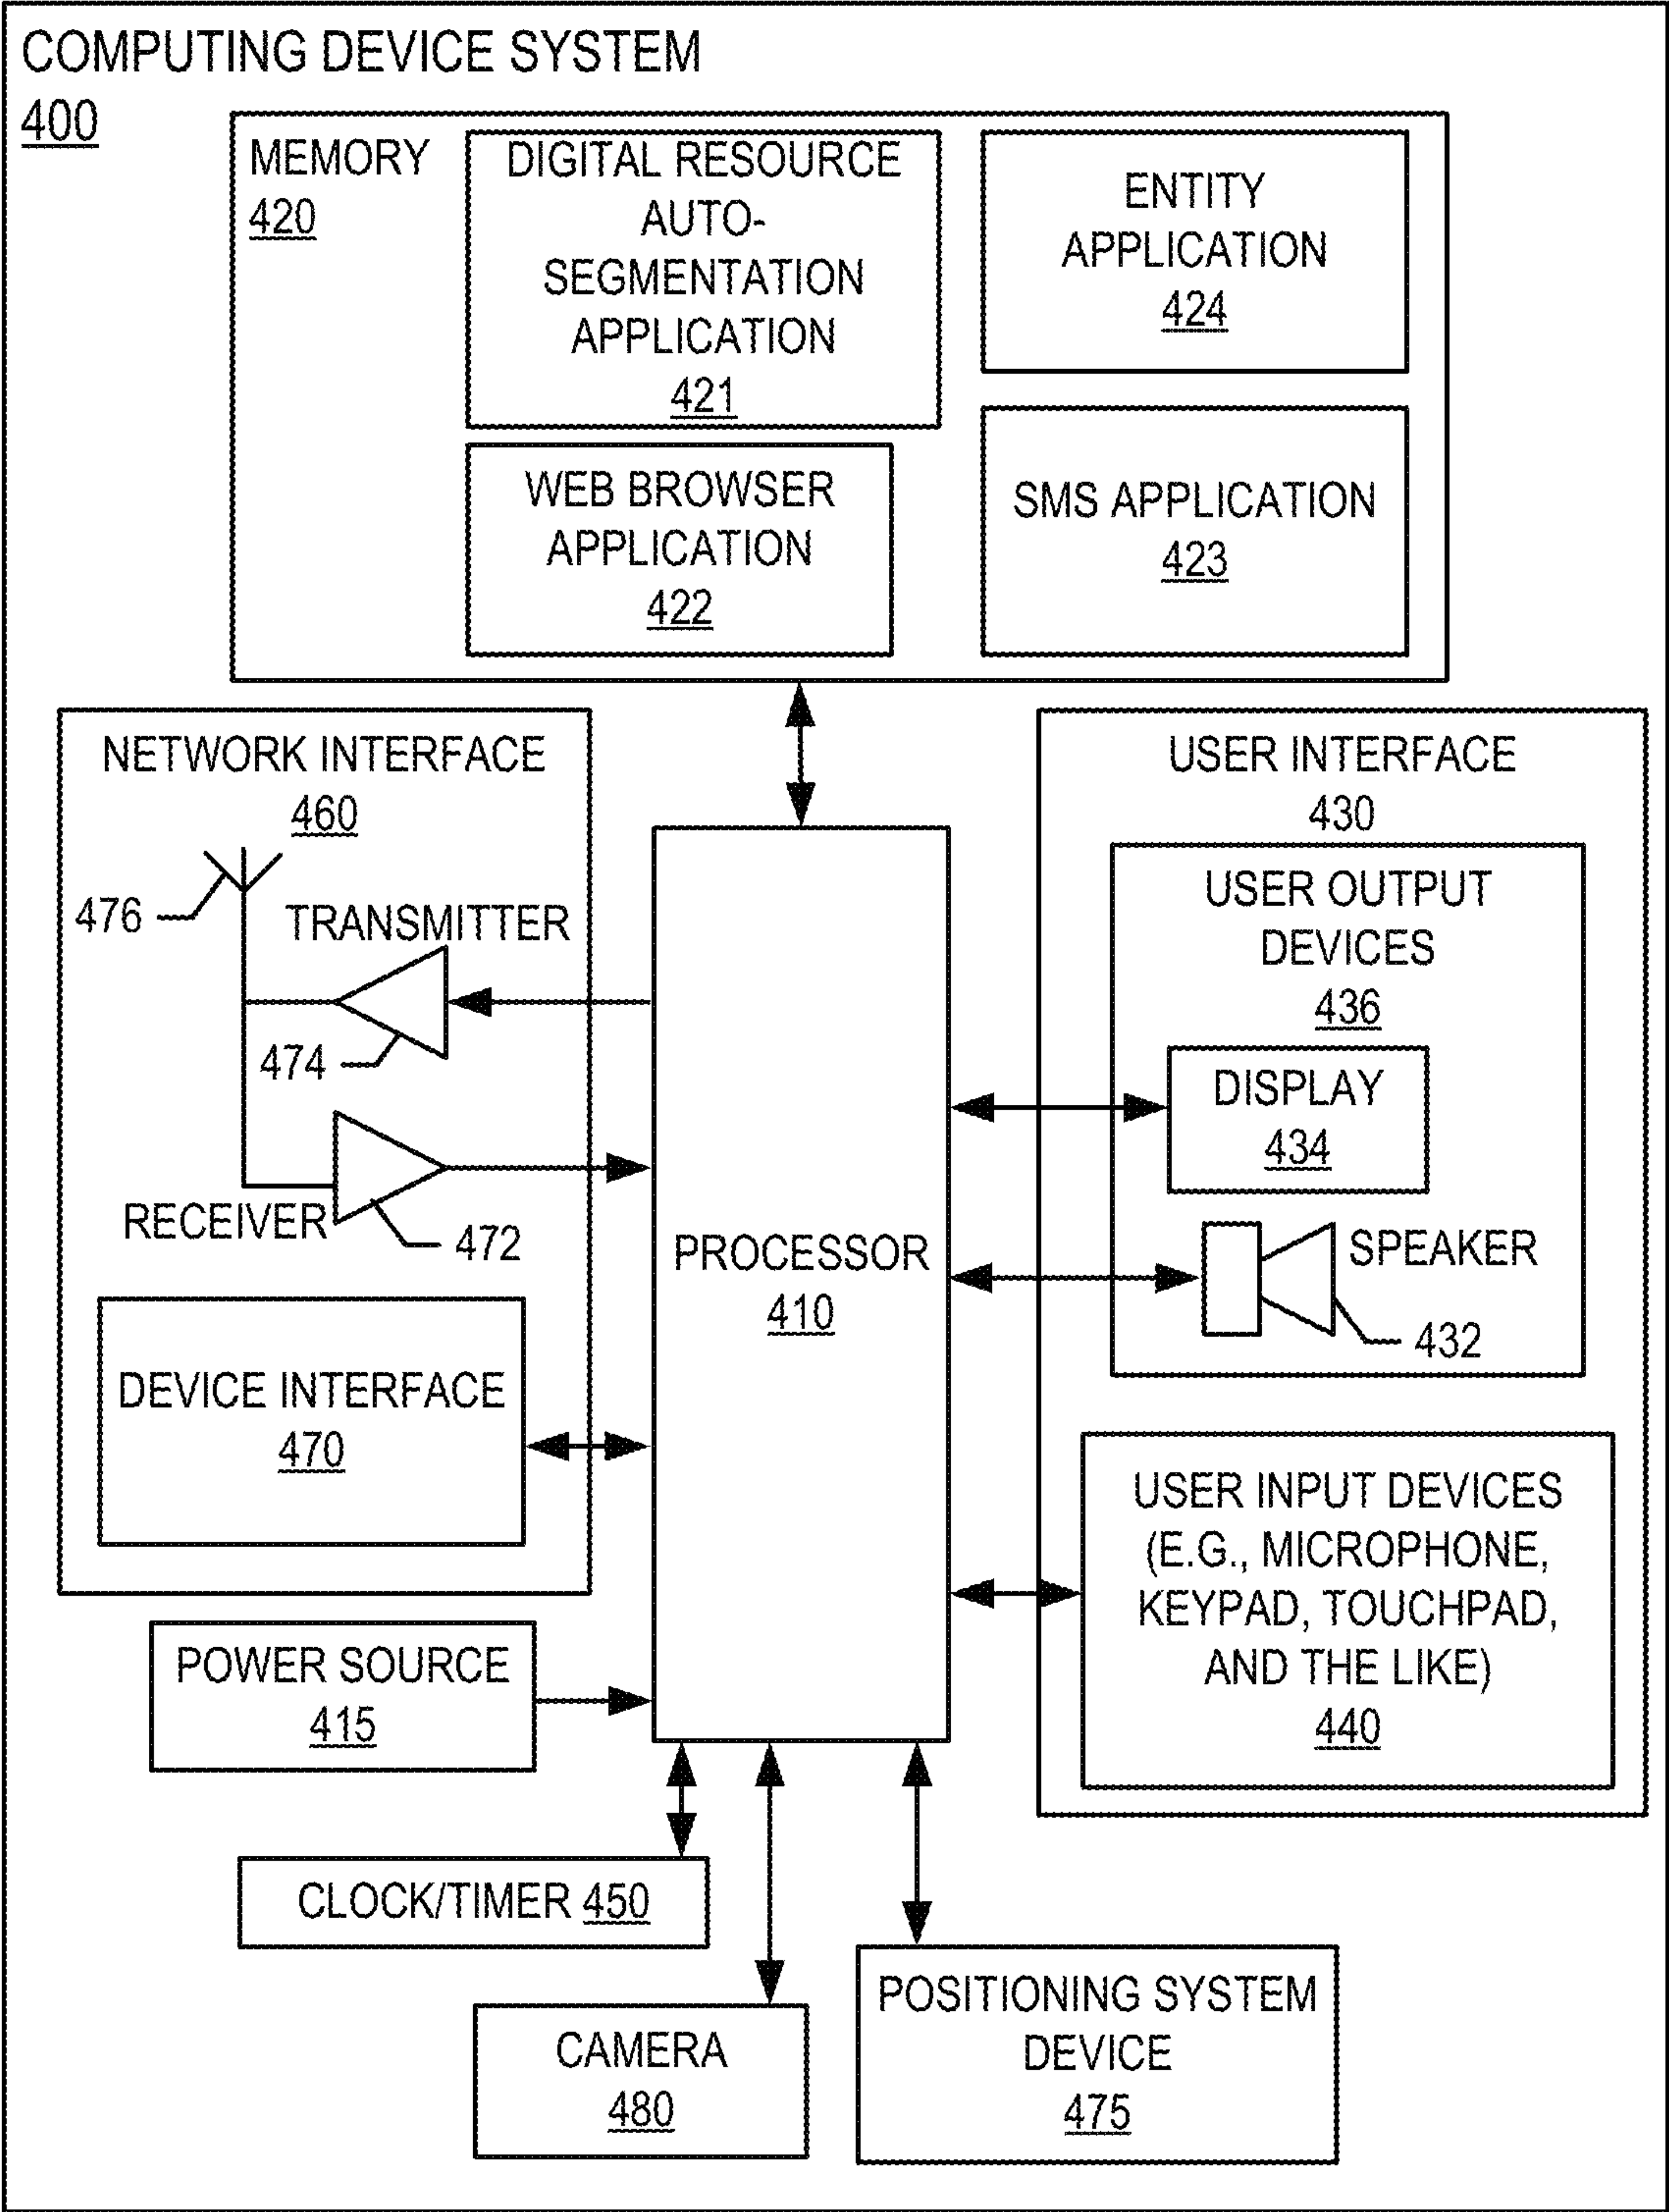 COMPUTING DEVICE SYSTEM
400
MEMORY
420
DIGITAL RESOURCE
AUTO-
SEGMENTATION
APPLICATION
421
ENTITY
APPLICATION
424
WEB BROWSER
APPLICATION
422
SMS APPLICATION
423
NETWORK INTERFACE
460
476
TRANSMITTER
474
RECEIVER
472
DEVICE INTERFACE
470
PROCESSOR
410
USER INTERFACE
430
USER OUTPUT
DEVICES
436
DISPLAY
434
SPEAKER
432
USER INPUT DEVICES
(E.G., MICROPHONE,
KEYPAD, TOUCHPAD,
AND THE LIKE)
440
POWER SOURCE
415
CLOCK/TIMER 450
CAMERA
480
POSITIONING SYSTEM
DEVICE
475